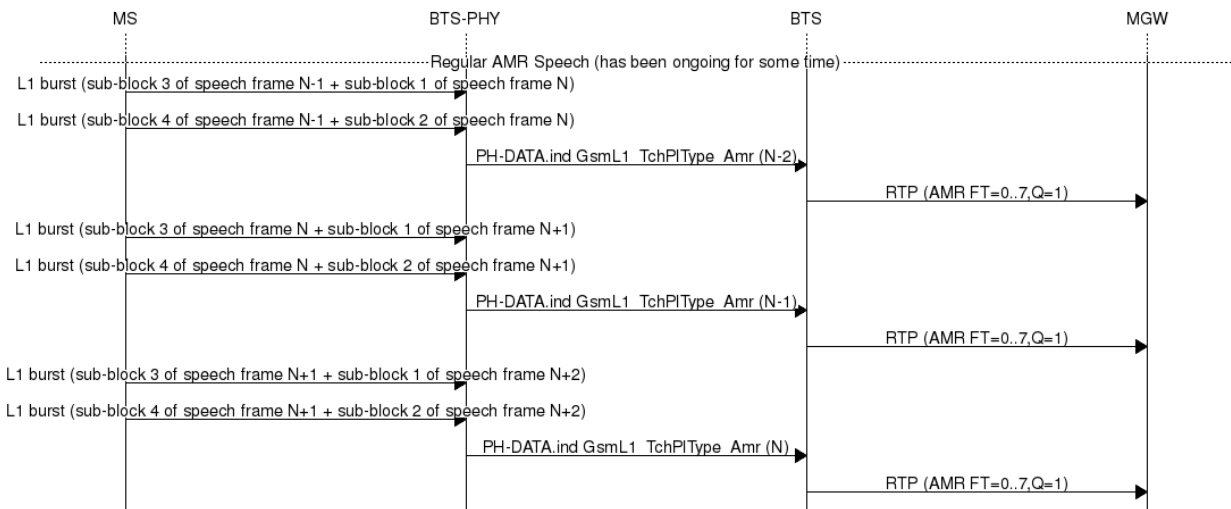 MS BTS-PHY BTS MGW
Regular AMR Speech (has been ongoing for some time)
L1 burst (sub-block 3 of speech frame N-1 + sub-block 1 of speech frame N)
L1 burst (sub-block 4 of speech frame N-1 + sub-block 2 of speech frame N)
PH-DATA.ind GsmL1_TchPlType_Amr (N-2)
RTP (AMR FT=0..7,Q=1)
L1 burst (sub-block 3 of speech frame N + sub-block 1 of speech frame N+1)
L1 burst (sub-block 4 of speech frame N + sub-block 2 of speech frame N+1)
PH-DATA.ind GsmL1_TchPlType_Amr (N-1)
RTP (AMR FT=0..7,Q=1)
L1 burst (sub-block 3 of speech frame N+1 + sub-block 1 of speech frame N+2)
L1 burst (sub-block 4 of speech frame N+1 + sub-block 2 of speech frame N+2)
PH-DATA.ind GsmL1_TchPlType_Amr (N)
RTP (AMR FT=0..7,Q=1)